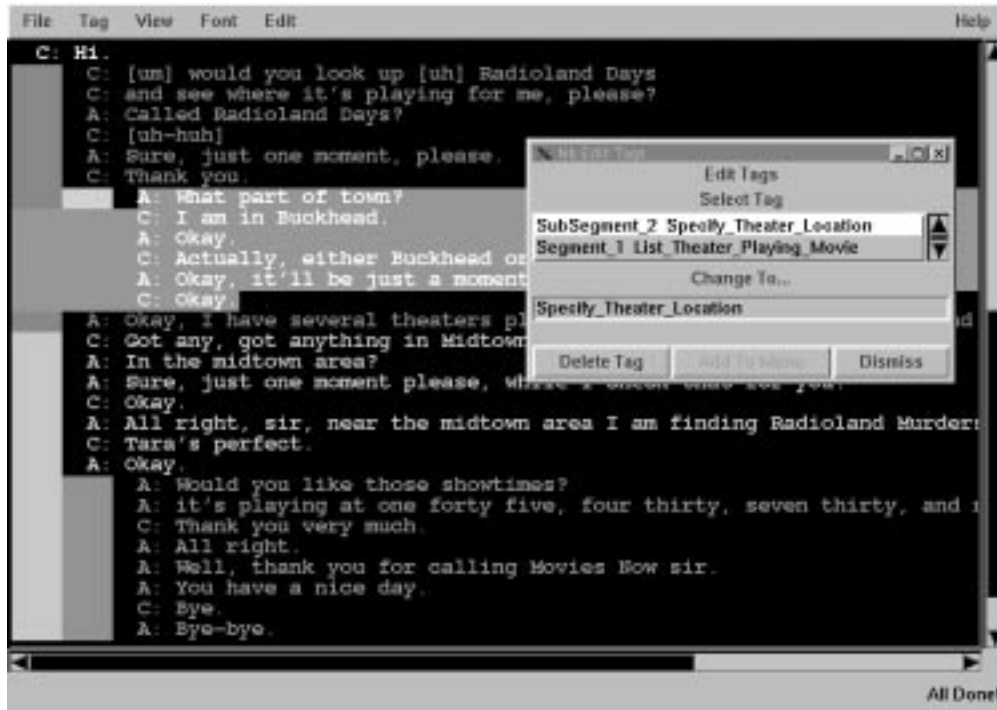 File Tag View Font Edit Help
C: Hi.
C: [um] would you look up [uh] Radioland Days
C: and see where it's playing for me, please?
A: Called Radioland Days?
C: [uh-huh]
A: Sure, just one moment, please.
C: Thank you.
A: What part of town?
C: I am in Buckhead.
A: Okay.
C: Actually, either Buckhead or
A: Okay, it'll be just a moment
C: Okay.
A: Okay, I have several theaters
C: Got any, got anything in Midtown
A: In the midtown area?
A: Sure, just one moment please,
C: Okay.
A: All right, sir, near the midtown area I am finding Radioland Murders
C: Tara's perfect.
A: Okay.
A: Would you like those showtimes?
A: it's playing at one forty five, four thirty, seven thirty, and
C: Thank you very much.
A: All right.
A: Well, thank you for calling Movies Now sir.
A: You have a nice day.
C: Bye.
A: Bye-bye.
Edit Tags
Select Tag
SubSegment_2 Specify_Theater_Location
Segment_1 List_Theater_Playing_Movie
Change To...
Specify_Theater_Location
Delete Tag Add To Menu Dismiss
All Done!